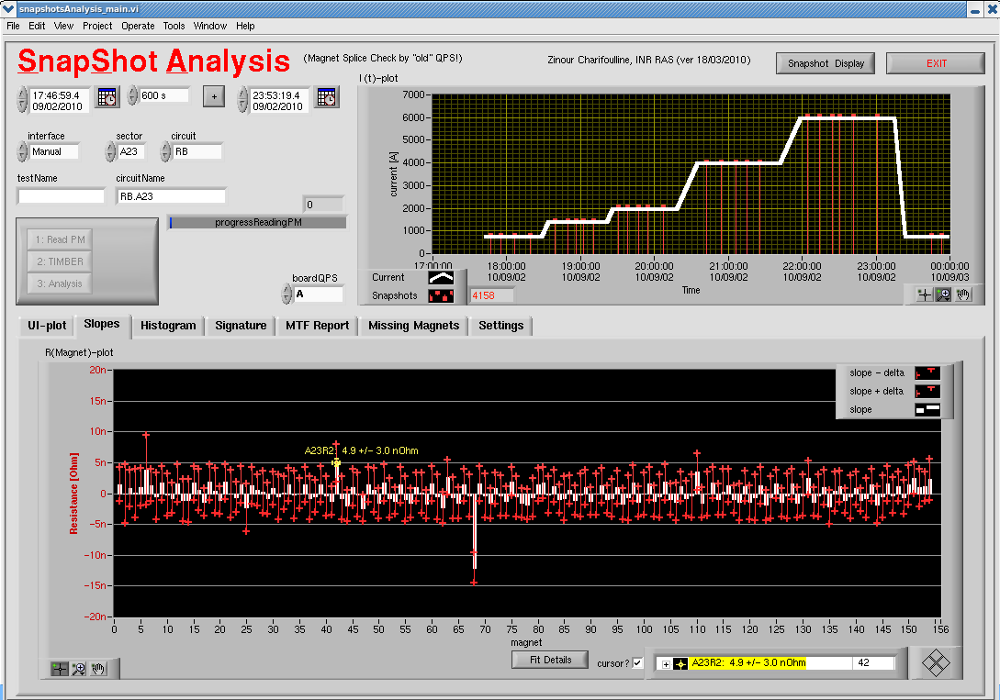 snapshotsAnalysis_main.vi
File Edit View Project Operate Tools Window Help
SnapShot Analysis (Magnet Splice Check by "old" QPS!)
Zinour Charifoulline, INR RAS (ver 18/03/2010)
Snapshot Display
EXIT
17:46:59.4
09/02/2010
600 s
+
23:53:19.4
09/02/2010
interface sector circuit
Manual A23 RB
testName circuitName
RB.A23
0
progressReadingPM
1: Read PM
2: TIMBER
3: Analysis
boardQPS
A
I(t)-plot
current [A]
7000
6000
5000
4000
3000
2000
1000
0
17:00:00 18:00:00 19:00:00 20:00:00 21:00:00 22:00:00 23:00:00 00:00:00
10/09/02 10/09/02 10/09/02 10/09/02 10/09/02 10/09/02 10/09/03
Time
Current
Snapshots
4158
UI-plot Slopes Histogram Signature MTF Report Missing Magnets Settings
R(Magnet)-plot
Resistance [Ohm]
20n
15n
10n
5n
0
-5n
-10n
-15n
-20n
A23R2: 4.9 +/- 3.0 nOhm
slope - delta
slope + delta
slope
0 5 10 15 20 25 30 35 40 45 50 55 60 65 70 75 80 85 90 95 100 105 110 115 120 125 130 135 140 145 150 156
magnet
Fit Details
cursor?
A23R2: 4.9 +/- 3.0 nOhm 42